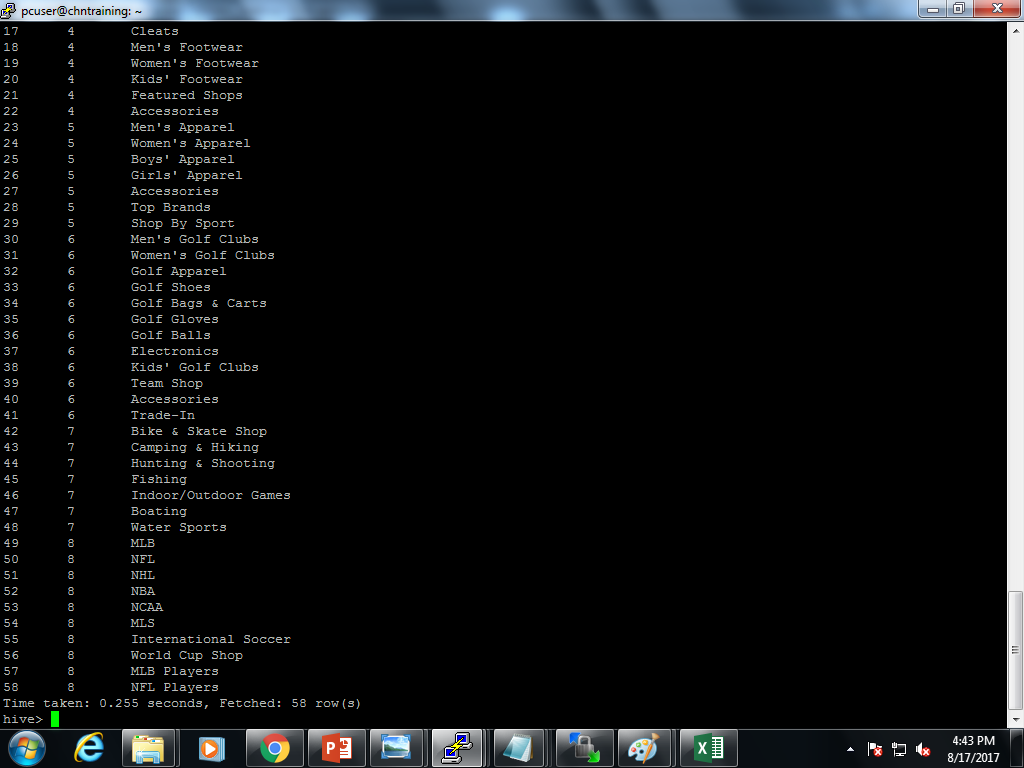 pcuser@chntraining: ~
17 4 Cleats
18 4 Men's Footwear
19 4 Women's Footwear
20 4 Kids' Footwear
21 4 Featured Shops
22 4 Accessories
23 5 Men's Apparel
24 5 Women's Apparel
25 5 Boys' Apparel
26 5 Girls' Apparel
27 5 Accessories
28 5 Top Brands
29 5 Shop By Sport
30 6 Men's Golf Clubs
31 6 Women's Golf Clubs
32 6 Golf Apparel
33 6 Golf Shoes
34 6 Golf Bags & Carts
35 6 Golf Gloves
36 6 Golf Balls
37 6 Electronics
38 6 Kids' Golf Clubs
39 6 Team Shop
40 6 Accessories
41 6 Trade-In
42 7 Bike & Skate Shop
43 7 Camping & Hiking
44 7 Hunting & Shooting
45 7 Fishing
46 7 Indoor/Outdoor Games
47 7 Boating
48 7 Water Sports
49 8 MLB
50 8 NFL
51 8 NHL
52 8 NBA
53 8 NCAA
54 8 MLS
55 8 International Soccer
56 8 World Cup Shop
57 8 MLB Players
58 8 NFL Players
Time taken: 0.255 seconds, Fetched: 58 row(s)
hive>
4:43 PM
8/17/2017